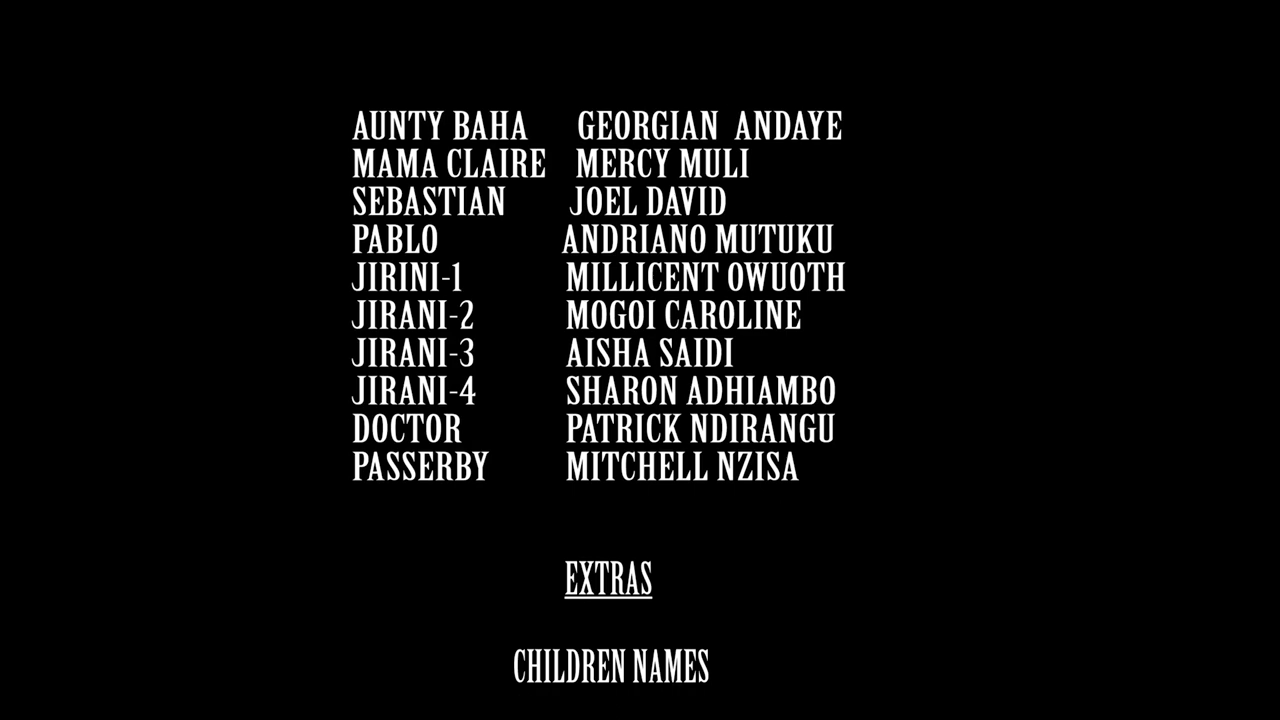 AUNTY BAHA GEORGIAN ANDAYE
MAMA CLAIRE MERCY MULI
SEBASTIAN JOEL DAVID
PABLO ANDRIANO MUTUKU
JIRINI-1 MILLICENT OWUOTH
JIRANI-2 MOGOI CAROLINE
JIRANI-3 AISHA SAIDI
JIRANI-4 SHARON ADHIAMBO
DOCTOR PATRICK NDIRANGU
PASSERBY MITCHELL NZISA
EXTRAS
CHILDREN NAMES